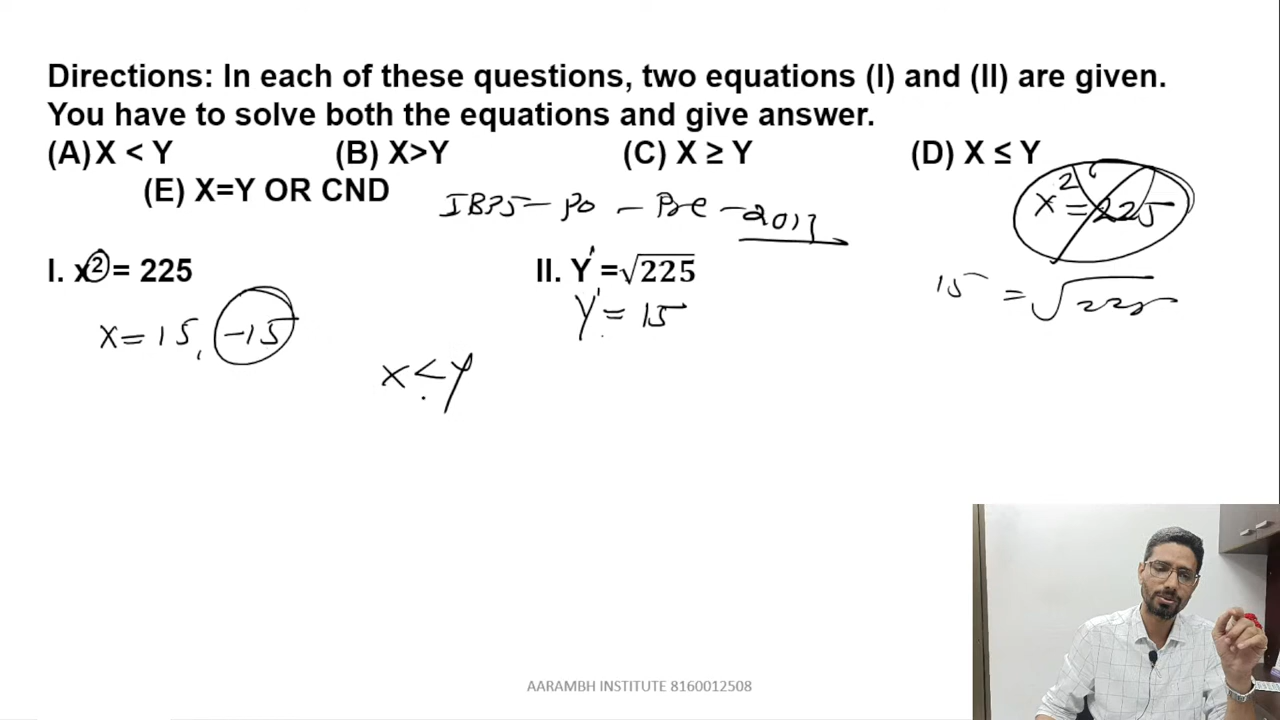 Directions: In each of these questions, two equations (I) and (II) are given.
You have to solve both the equations and give answer.
(A) X < Y (B) X>Y (C) X ≥ Y (D) X ≤ Y
(E) X=Y OR CND
IBPS – PO – Pre – 2017
x² = 225
I. x² = 225 II. Y' =√225
15 = √225
x = 15, -15 Y' = 15
x < y
AARAMBH INSTITUTE 8160012508